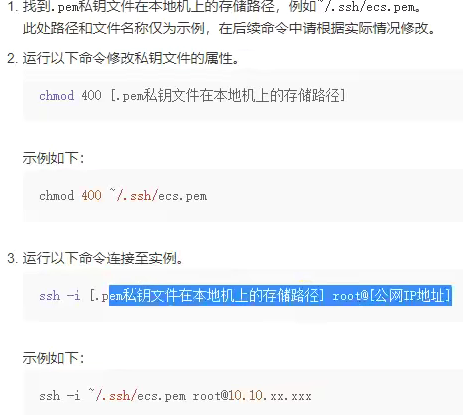 1. 找到.pem私钥文件在本地机上的存储路径，例如~/.ssh/ecs.pem。
此处路径和文件名称仅为示例，在后续命令中请根据实际情况修改。
2. 运行以下命令修改私钥文件的属性。
chmod 400 [.pem私钥文件在本地机上的存储路径]
示例如下：
chmod 400 ~/.ssh/ecs.pem
3. 运行以下命令连接至实例。
ssh -i [.pem私钥文件在本地机上的存储路径] root@[公网IP地址]
示例如下：
ssh -i ~/.ssh/ecs.pem root@10.10.xx.xxx